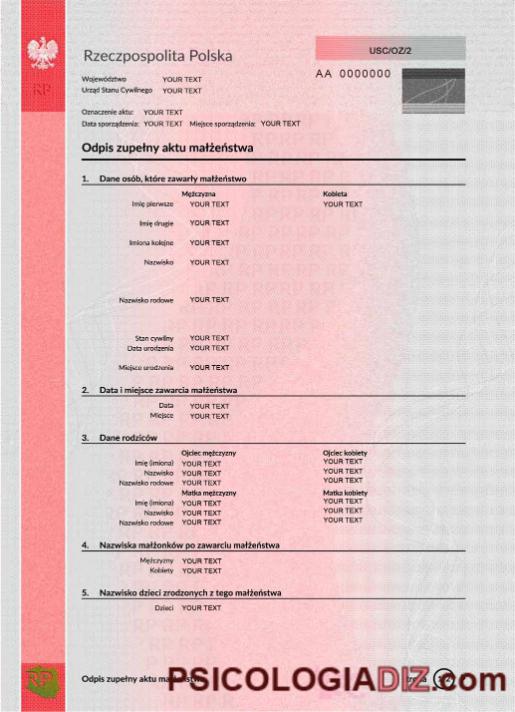 Rzeczpospolita Polska
USC/OZ/2
AA 0000000
RP
Województwo YOUR TEXT
Urząd Stanu Cywilnego YOUR TEXT
Oznaczenie aktu: YOUR TEXT
Data sporządzenia: YOUR TEXT Miejsce sporządzenia: YOUR TEXT
Odpis zupełny aktu małżeństwa
1. Dane osób, które zawarły małżeństwo
Mężczyzna Kobieta
Imię pierwsze YOUR TEXT YOUR TEXT
Imię drugie YOUR TEXT
Imiona kolejne YOUR TEXT
Nazwisko YOUR TEXT
Nazwisko rodowe YOUR TEXT
Stan cywilny YOUR TEXT
Data urodzenia YOUR TEXT
Miejsce urodzenia YOUR TEXT
2. Data i miejsce zawarcia małżeństwa
Data YOUR TEXT
Miejsce YOUR TEXT
3. Dane rodziców
Ojciec mężczyzny Ojciec kobiety
Imię (imiona) YOUR TEXT YOUR TEXT
Nazwisko YOUR TEXT YOUR TEXT
Nazwisko rodowe YOUR TEXT YOUR TEXT
Matka mężczyzny Matka kobiety
Imię (imiona) YOUR TEXT YOUR TEXT
Nazwisko YOUR TEXT YOUR TEXT
Nazwisko rodowe YOUR TEXT YOUR TEXT
4. Nazwiska małżonków po zawarciu małżeństwa
Mężczyzny YOUR TEXT
Kobiety YOUR TEXT
5. Nazwisko dzieci zrodzonych z tego małżeństwa
Dzieci YOUR TEXT
RP
Odpis zupełny aktu małżeństwa
PSICOLOGIADIZ.com